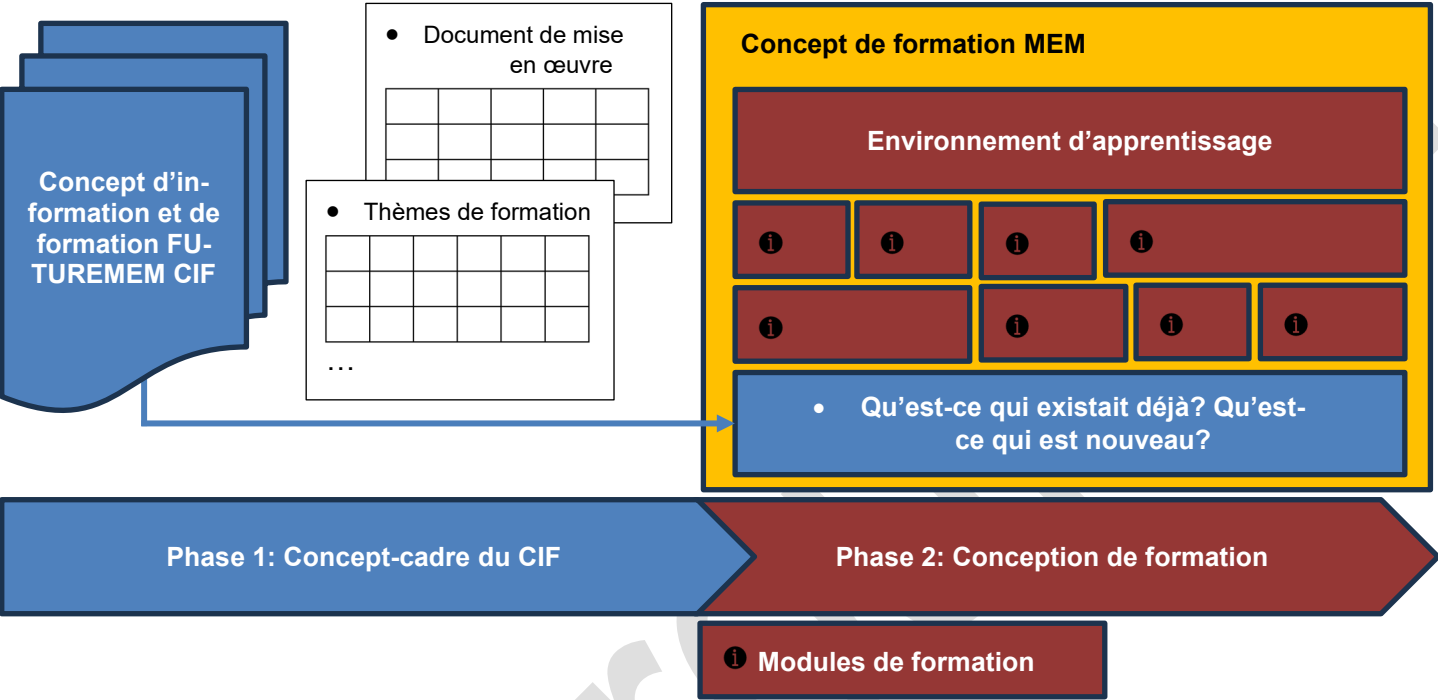 Concept d’in-
formation et de
formation FU-
TUREMEM CIF
• Document de mise
en œuvre
• Thèmes de formation
…
Concept de formation MEM
Environnement d’apprentissage
i
i
i
i
i
i
i
i
• Qu’est-ce qui existait déjà? Qu’est-
ce qui est nouveau?
Phase 1: Concept-cadre du CIF
Phase 2: Conception de formation
i Modules de formation